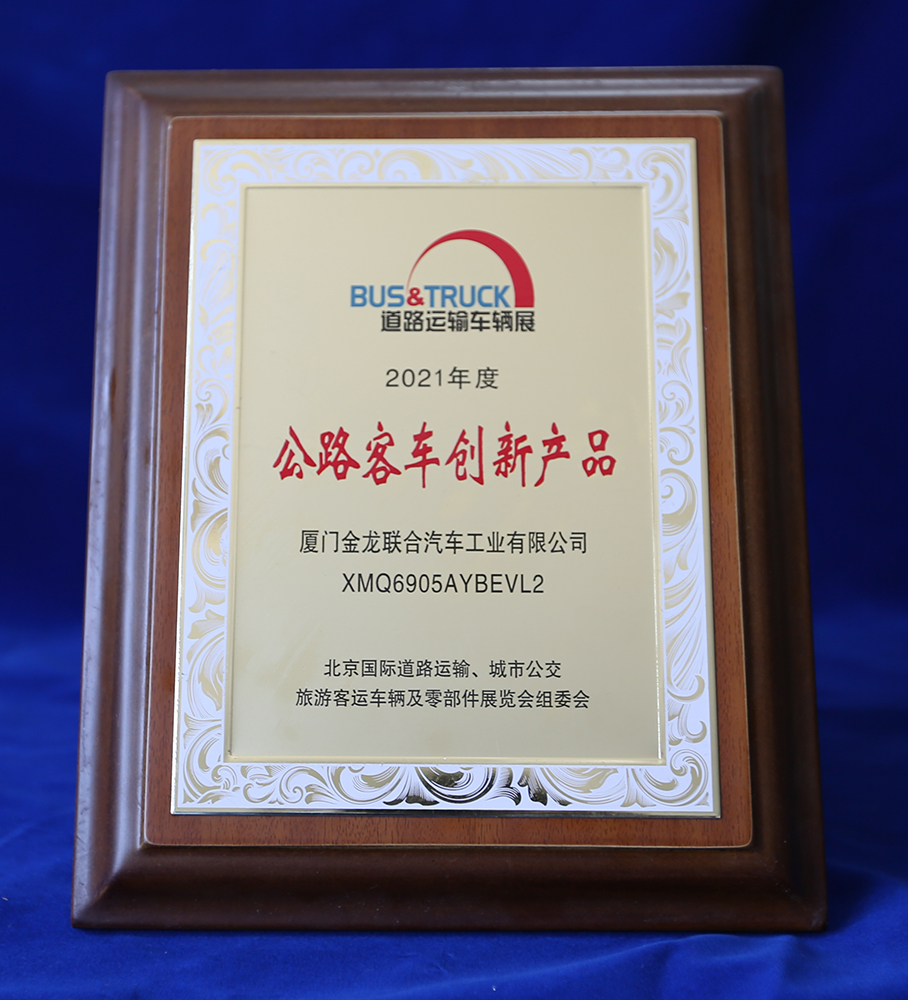 BUS&TRUCK
道路运输车辆展
2021年度
公路客车创新产品
厦门金龙联合汽车工业有限公司
XMQ6905AYBEVL2
北京国际道路运输、城市公交
旅游客运车辆及零部件展览会组委会